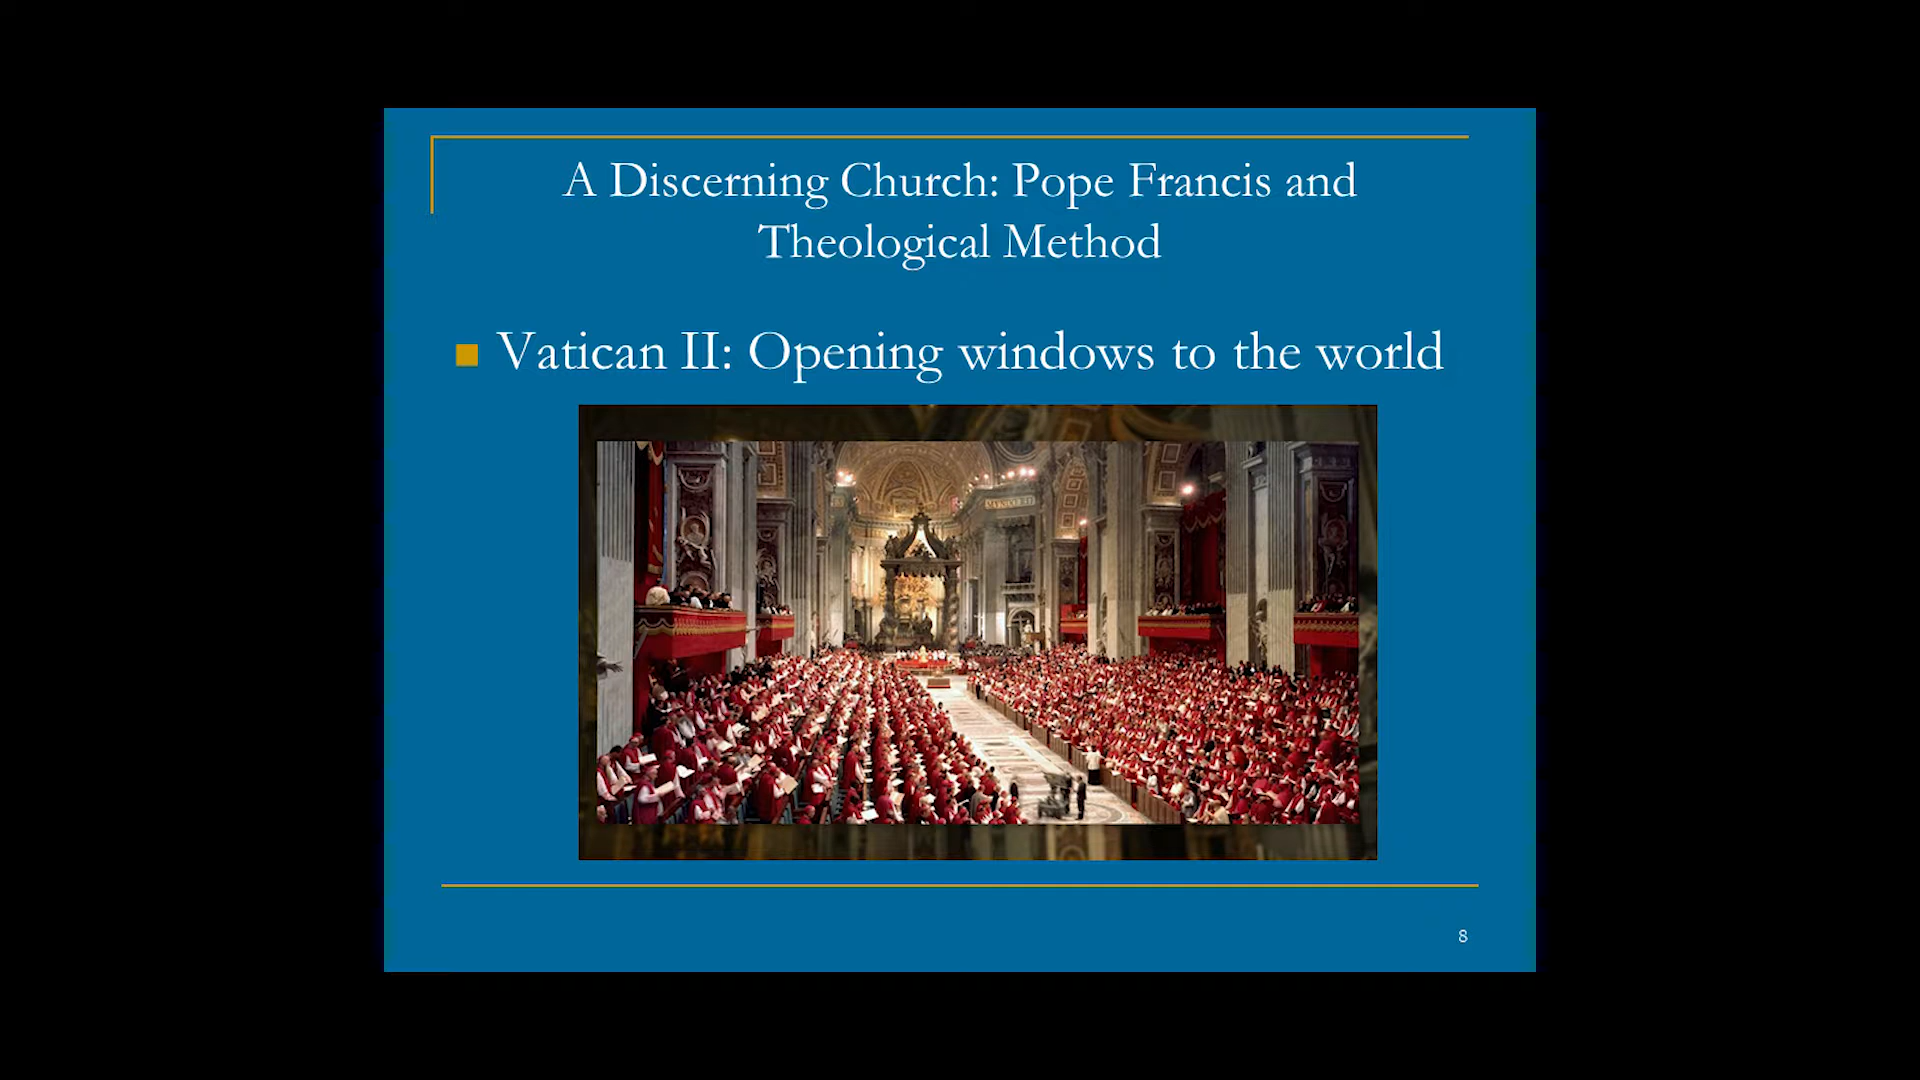 A Discerning Church: Pope Francis and
Theological Method
Vatican II: Opening windows to the world
8